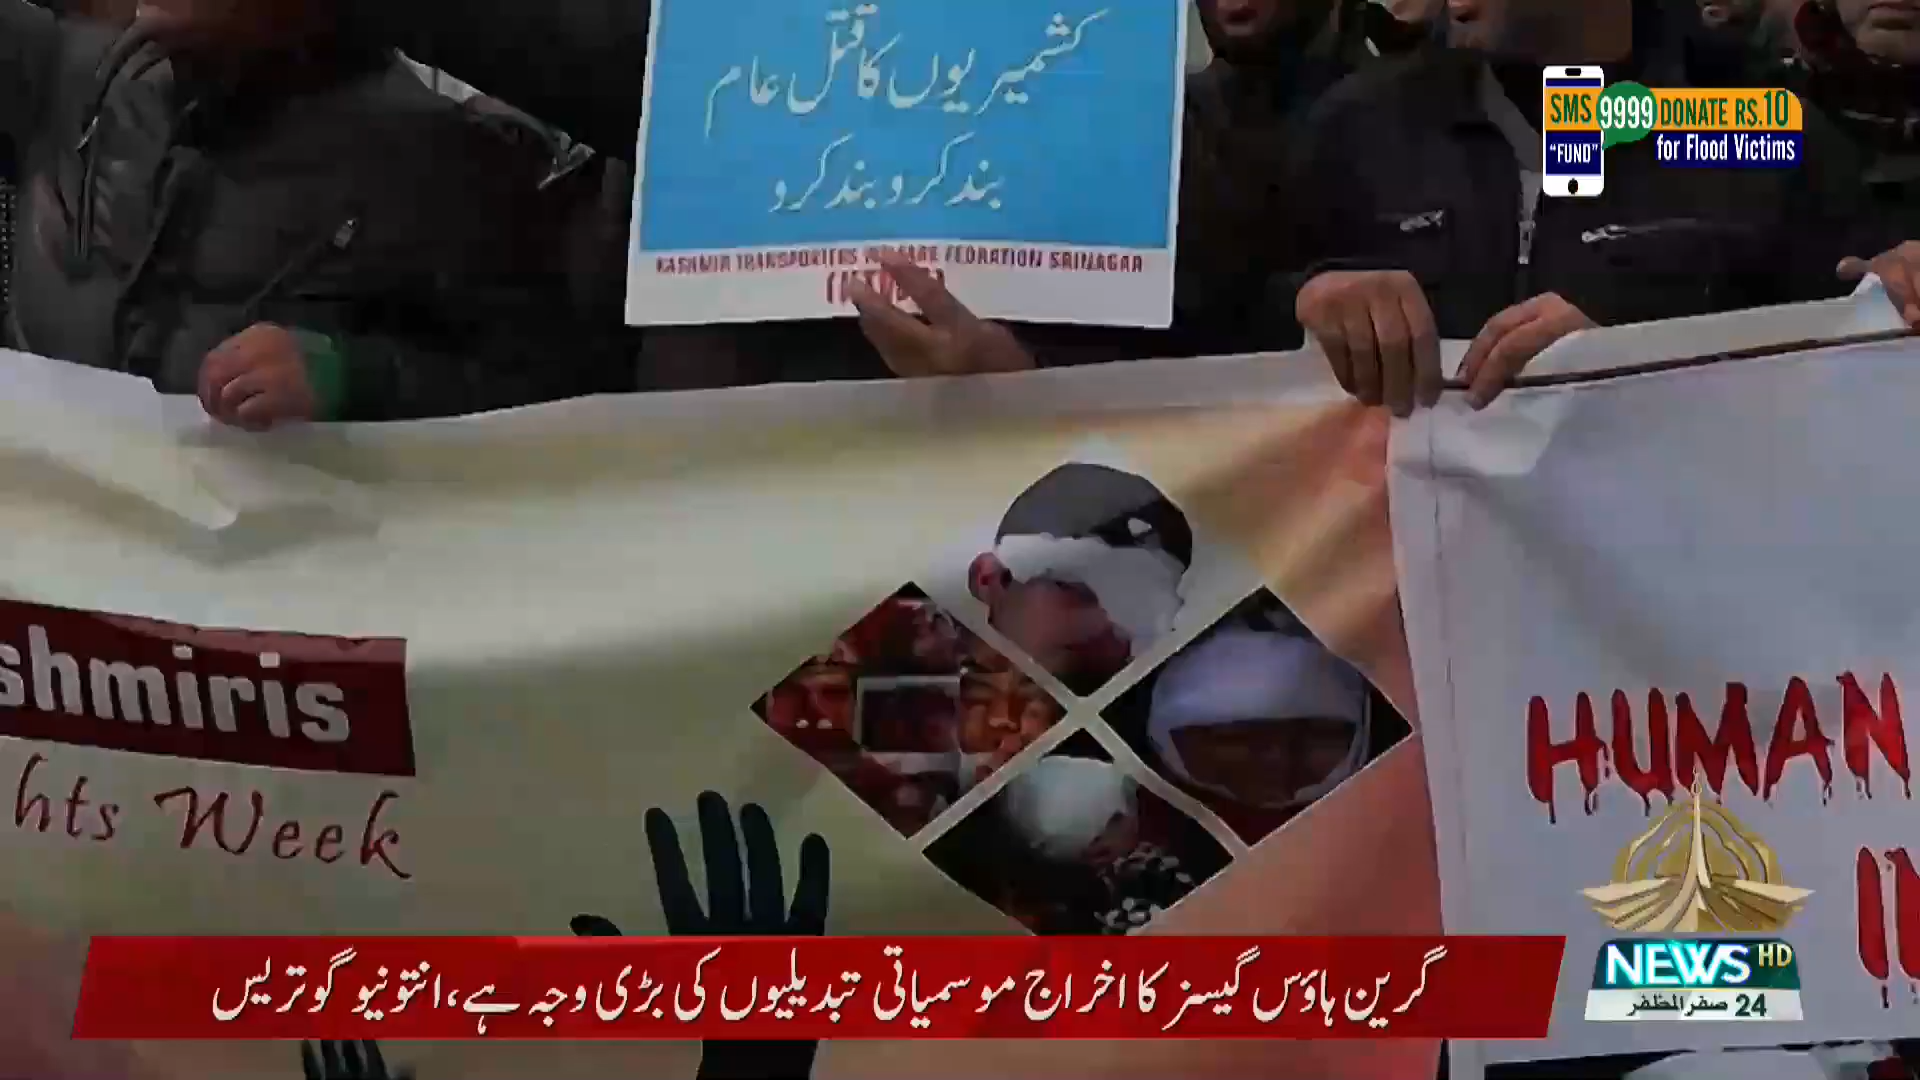 کشمیریوں کا قتل عام
بند کرو بند کرو
KASHMIR TRANSPORTERS WELFARE FEDRATION SRINAGAR
SMS 9999 DONATE RS.10
"FUND" for Flood Victims
shmiris
hts Week
HUMAN
گرین ہاؤس گیسز کا اخراج موسمیاتی تبدیلیوں کی بڑی وجہ ہے، انتونیو گوتریس
NEWS HD
24 صفر المظفر